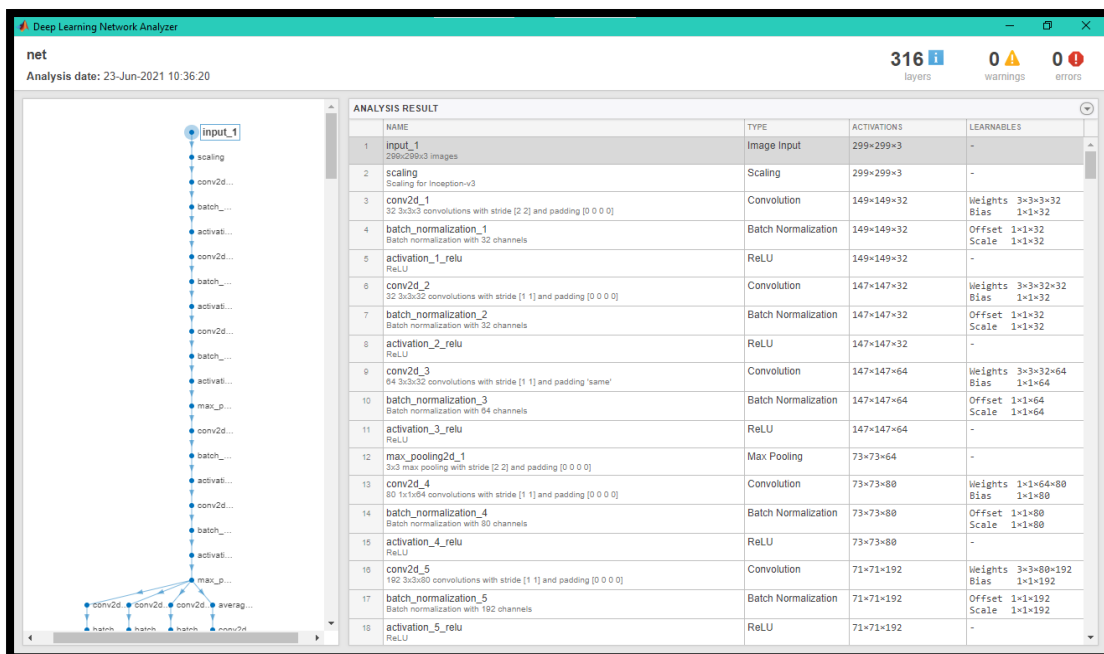 Deep Learning Network Analyzer
net
Analysis date: 23-Jun-2021 10:36:20
316 i
layers
0
warnings
0
errors
input_1
scaling
conv2d...
batch_...
activati...
conv2d...
batch_...
activati...
conv2d...
batch_...
activati...
max_p...
conv2d...
batch_...
activati...
conv2d...
batch_...
activati...
max_p...
conv2d... conv2d... conv2d... averag...
batch batch batch conv2d
ANALYSIS RESULT
NAME TYPE ACTIVATIONS LEARNABLES
1 input_1 Image Input 299×299×3 -
299x299x3 images
2 scaling Scaling 299×299×3 -
Scaling for Inception-v3
3 conv2d_1 Convolution 149×149×32 Weights 3×3×3×32
32 3x3x3 convolutions with stride [2 2] and padding [0 0 0 0] Bias 1×1×32
4 batch_normalization_1 Batch Normalization 149×149×32 Offset 1×1×32
Batch normalization with 32 channels Scale 1×1×32
5 activation_1_relu ReLU 149×149×32 -
ReLU
6 conv2d_2 Convolution 147×147×32 Weights 3×3×32×32
32 3x3x32 convolutions with stride [1 1] and padding [0 0 0 0] Bias 1×1×32
7 batch_normalization_2 Batch Normalization 147×147×32 Offset 1×1×32
Batch normalization with 32 channels Scale 1×1×32
8 activation_2_relu ReLU 147×147×32 -
ReLU
9 conv2d_3 Convolution 147×147×64 Weights 3×3×32×64
64 3x3x32 convolutions with stride [1 1] and padding 'same' Bias 1×1×64
10 batch_normalization_3 Batch Normalization 147×147×64 Offset 1×1×64
Batch normalization with 64 channels Scale 1×1×64
11 activation_3_relu ReLU 147×147×64 -
ReLU
12 max_pooling2d_1 Max Pooling 73×73×64 -
3x3 max pooling with stride [2 2] and padding [0 0 0 0]
13 conv2d_4 Convolution 73×73×80 Weights 1×1×64×80
80 1x1x64 convolutions with stride [1 1] and padding [0 0 0 0] Bias 1×1×80
14 batch_normalization_4 Batch Normalization 73×73×80 Offset 1×1×80
Batch normalization with 80 channels Scale 1×1×80
15 activation_4_relu ReLU 73×73×80 -
ReLU
16 conv2d_5 Convolution 71×71×192 Weights 3×3×80×192
192 3x3x80 convolutions with stride [1 1] and padding [0 0 0 0] Bias 1×1×192
17 batch_normalization_5 Batch Normalization 71×71×192 Offset 1×1×192
Batch normalization with 192 channels Scale 1×1×192
18 activation_5_relu ReLU 71×71×192 -
ReLU